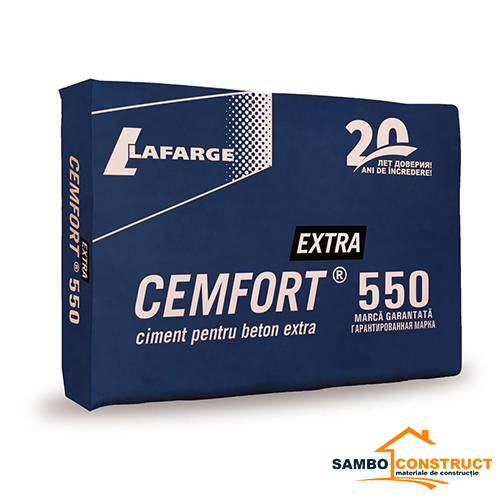 LAFARGE
20
ЛЕТ ДОВЕРИЯ!
ANI DE ÎNCREDERE!
EXTRA
CEMFORT® 550
MARCĂ GARANTATĂ
ГАРАНТИРОВАННАЯ МАРКА
ciment pentru beton extra
CEMFORT® 550
EXTRA
SAMBO CONSTRUCT
materiale de construcție